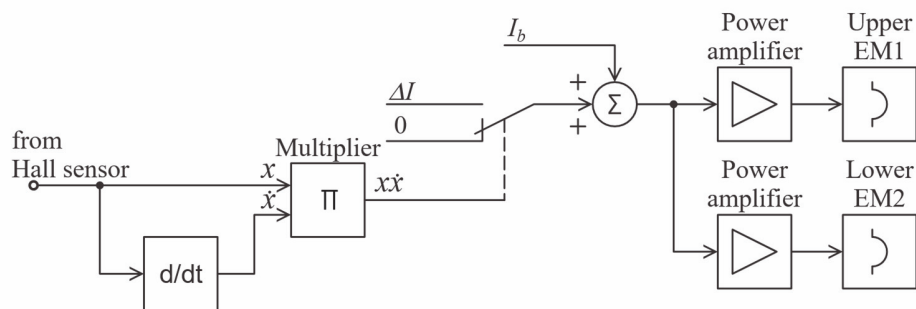 I_b
Power
amplifier
Upper
EM1
+
Σ
+
ΔI
0
from
Hall sensor
Multiplier
x
ẋ
Π
xẋ
d/dt
Power
amplifier
Lower
EM2